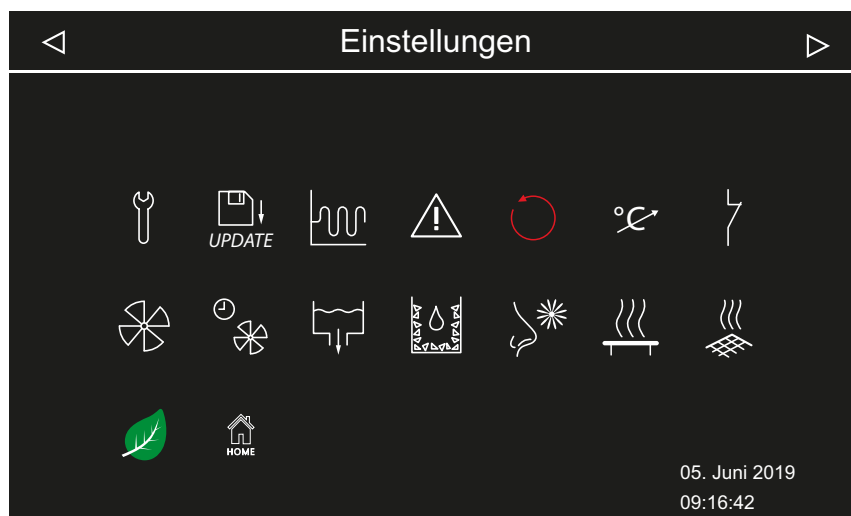 Einstellungen
UPDATE
°C
HOME
05. Juni 2019
09:16:42